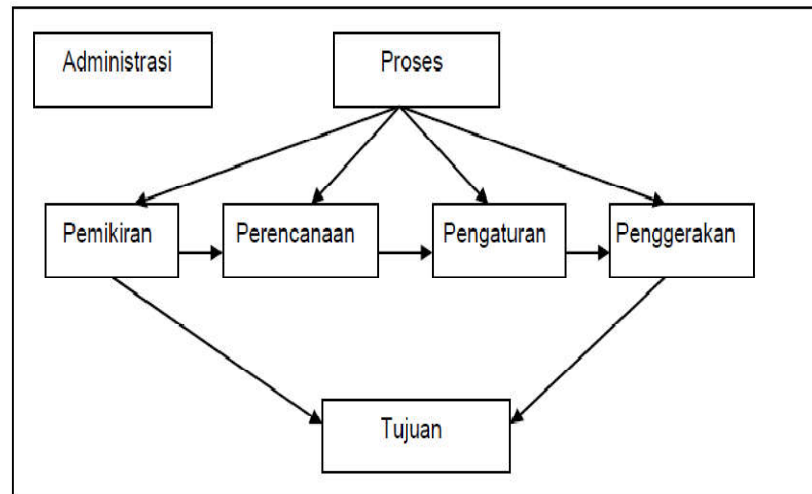 Administrasi
Proses
Pemikiran
Perencanaan
Pengaturan
Penggerakan
Tujuan